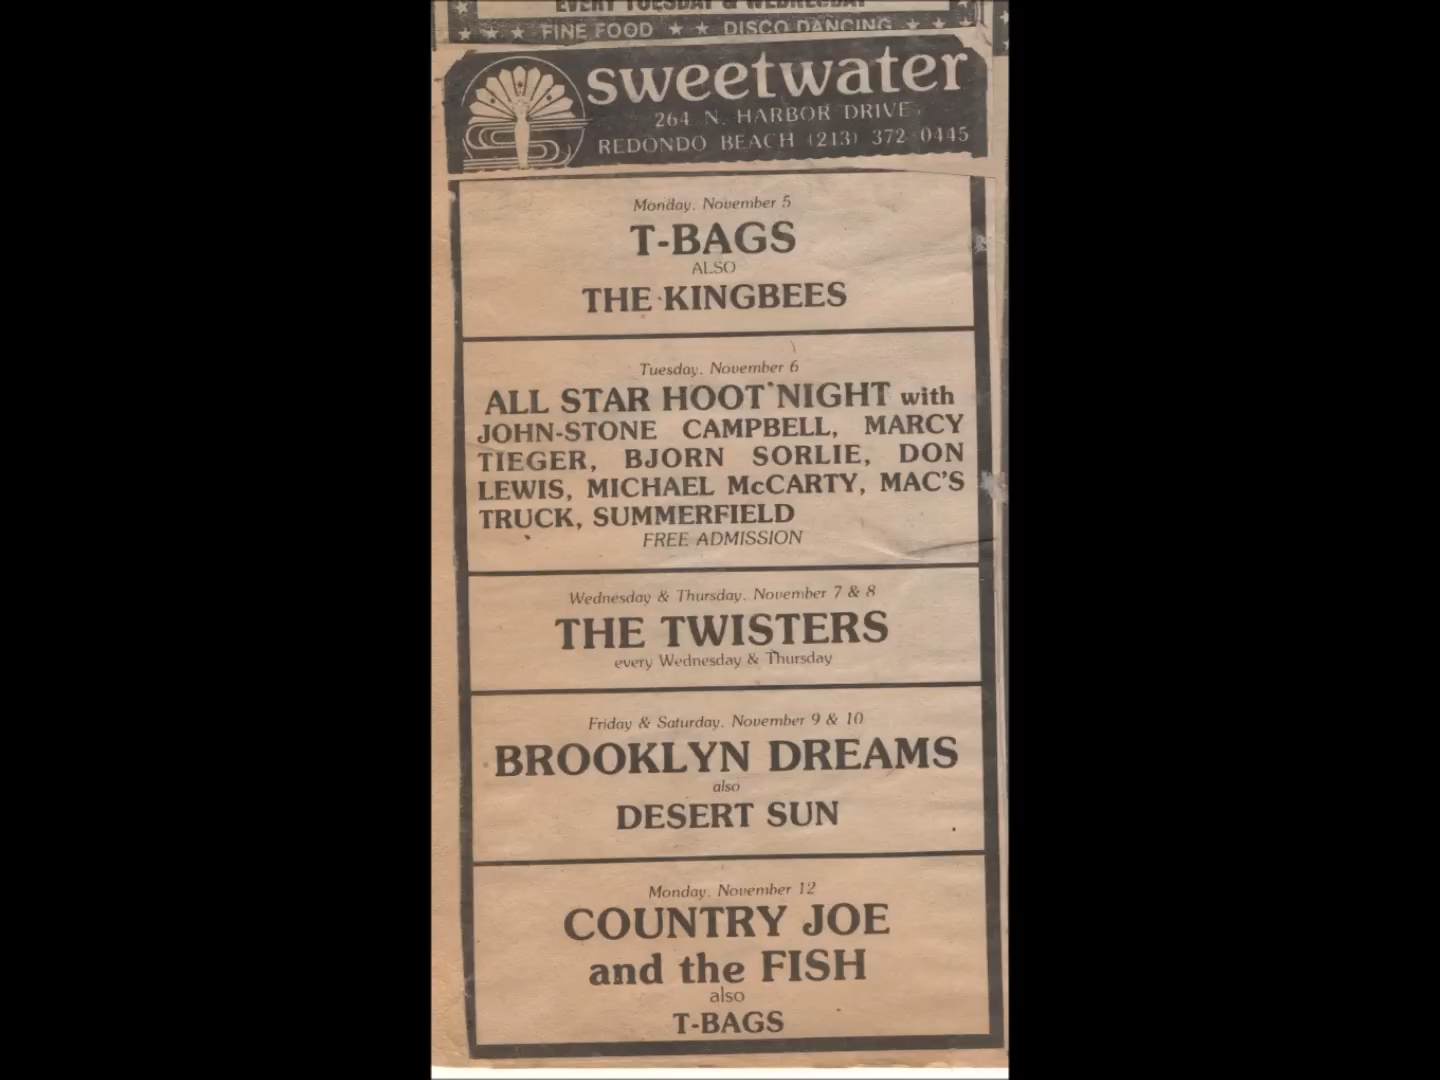 EVERY TUESDAY & WEDNESDAY
FINE FOOD ★ ★ DISCO DANCING
sweetwater
264 N. HARBOR DRIVE
REDONDO BEACH (213) 372-0445
Monday, November 5
T-BAGS
ALSO
THE KINGBEES
Tuesday, November 6
ALL STAR HOOT NIGHT with
JOHN-STONE CAMPBELL, MARCY
TIEGER, BJORN SORLIE, DON
LEWIS, MICHAEL McCARTY, MAC'S
TRUCK, SUMMERFIELD
FREE ADMISSION
Wednesday & Thursday, November 7 & 8
THE TWISTERS
every Wednesday & Thursday
Friday & Saturday, November 9 & 10
BROOKLYN DREAMS
also
DESERT SUN
Monday, November 12
COUNTRY JOE
and the FISH
also
T-BAGS